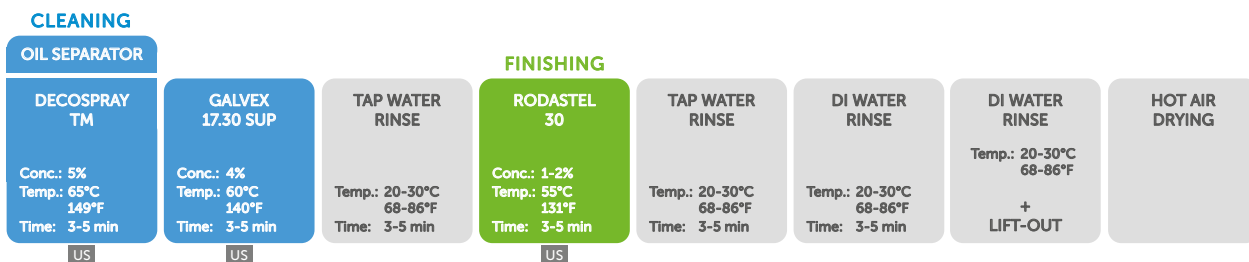 CLEANING
OIL SEPARATOR
DECOSPRAY
TM
Conc.: 5%
Temp.: 65°C
149°F
Time: 3-5 min
US
GALVEX
17.30 SUP
Conc.: 4%
Temp.: 60°C
140°F
Time: 3-5 min
US
TAP WATER
RINSE
Temp.: 20-30°C
68-86°F
Time: 3-5 min
FINISHING
RODASTEL
30
Conc.: 1-2%
Temp.: 55°C
131°F
Time: 3-5 min
US
TAP WATER
RINSE
Temp.: 20-30°C
68-86°F
Time: 3-5 min
DI WATER
RINSE
Temp.: 20-30°C
68-86°F
Time: 3-5 min
DI WATER
RINSE
Temp.: 20-30°C
68-86°F
+
LIFT-OUT
HOT AIR
DRYING